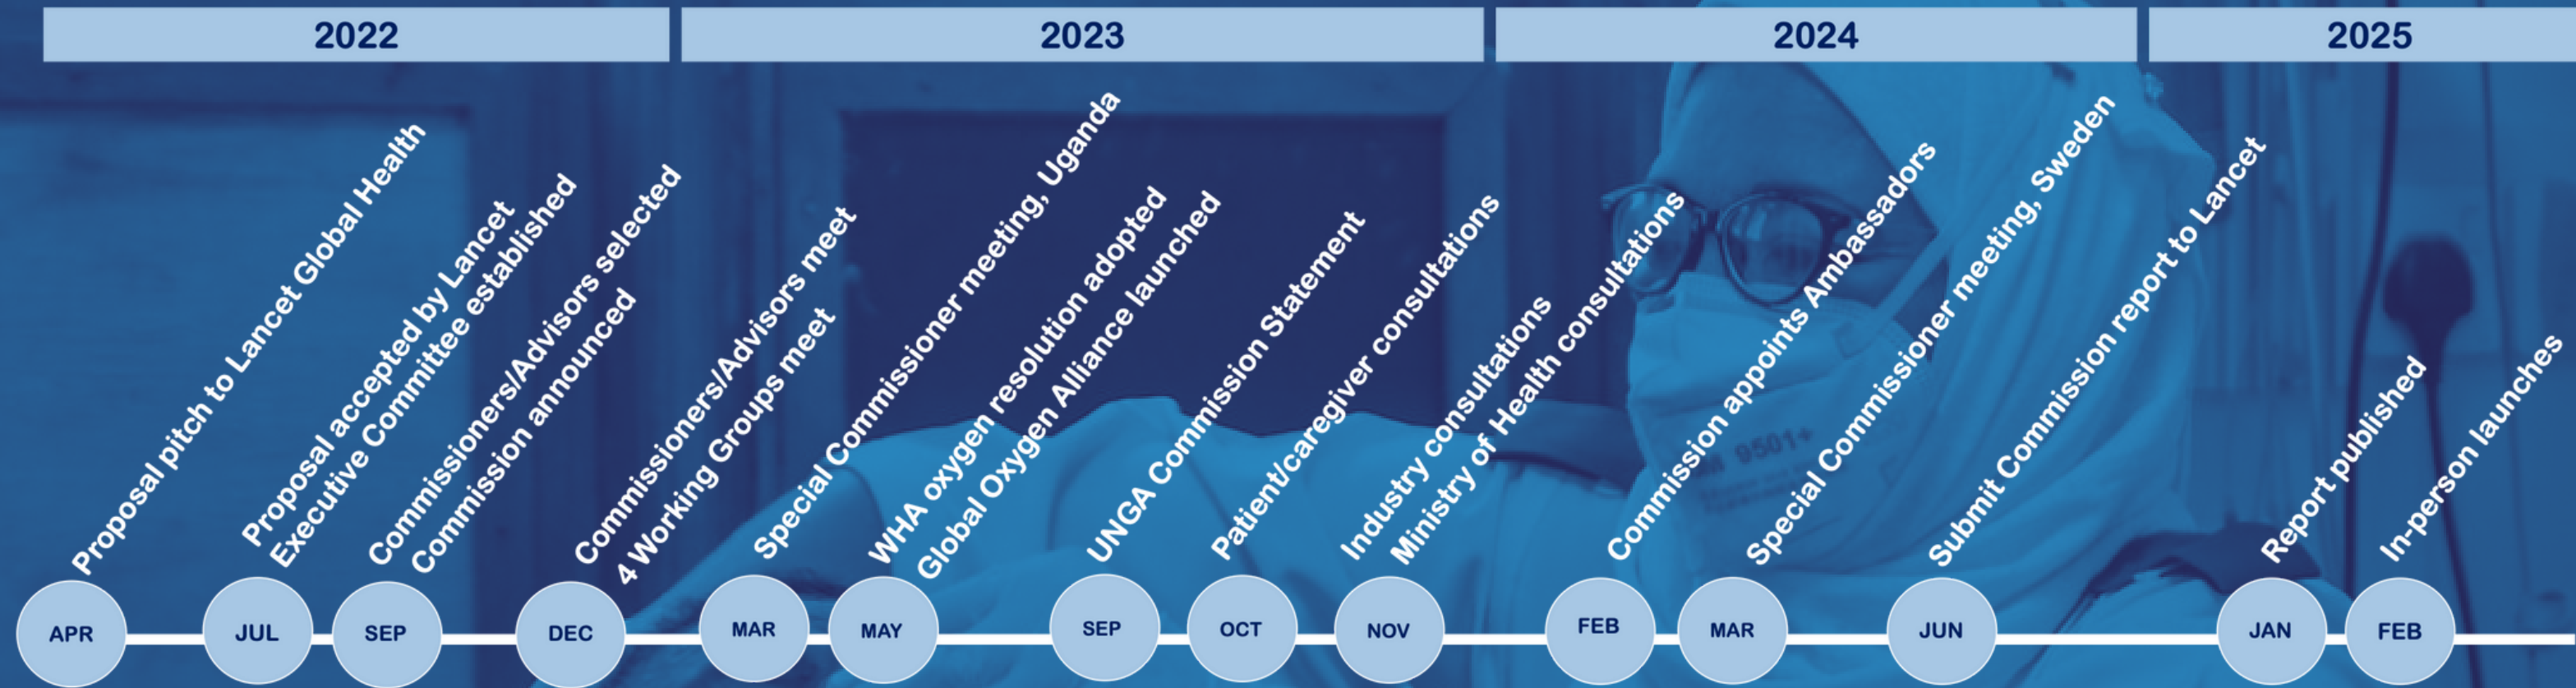 2022
2023
2024
2025
Proposal pitch to Lancet Global Health
Proposal accepted by Lancet
Executive Committee established
Commissioners/Advisors selected
Commission announced
Commissioners/Advisors meet
4 Working Groups meet
Special Commissioner meeting, Uganda
WHA oxygen resolution adopted
Global Oxygen Alliance launched
UNGA Commission Statement
Patient/caregiver consultations
Industry consultations
Ministry of Health consultations
Commission appoints Ambassadors
Special Commissioner meeting, Sweden
Submit Commission report to Lancet
Report published
In-person launches
9501+
APR
JUL
SEP
DEC
MAR
MAY
SEP
OCT
NOV
FEB
MAR
JUN
JAN
FEB